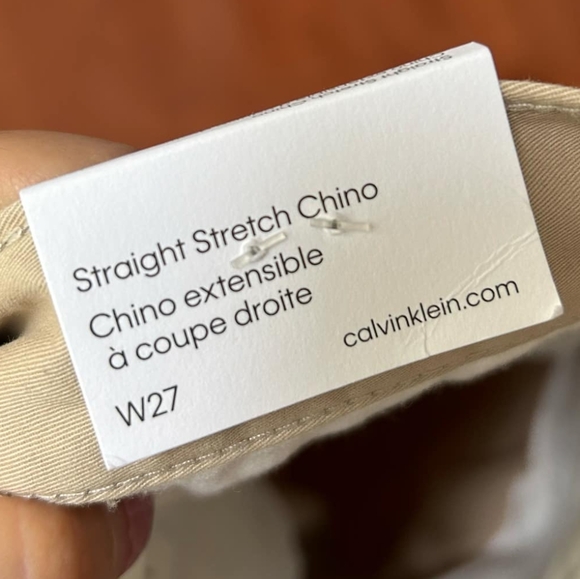 Straight Stretch Chino
Chino extensible
à coupe droite
W27
calvinklein.com